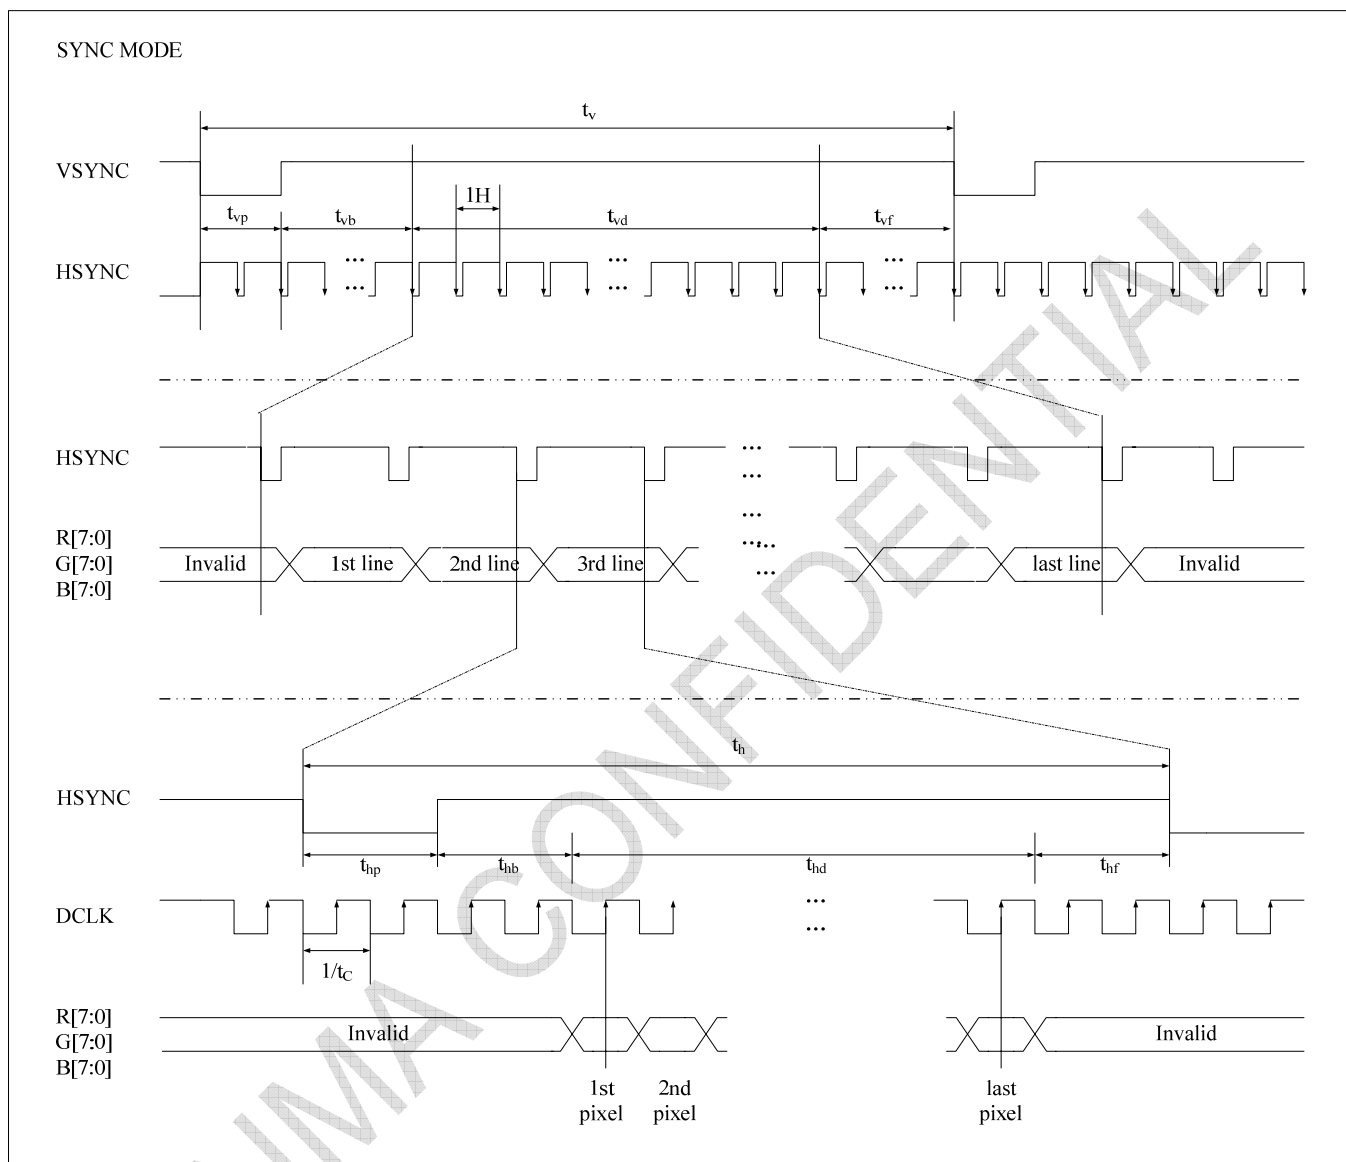 SYNC MODE
tv
VSYNC
1H
tvp tvb tvd tvf
... ... ...
HSYNC
... ... ...
HSYNC
...
...
...
R[7:0]
G[7:0]
B[7:0]
Invalid 1st line 2nd line 3rd line ... last line Invalid
...
th
HSYNC
thp thb thd thf
DCLK
...
...
1/tC
R[7:0]
G[7:0]
B[7:0]
Invalid Invalid
1st pixel
2nd pixel
last pixel
IMA CONFIDENTIAL